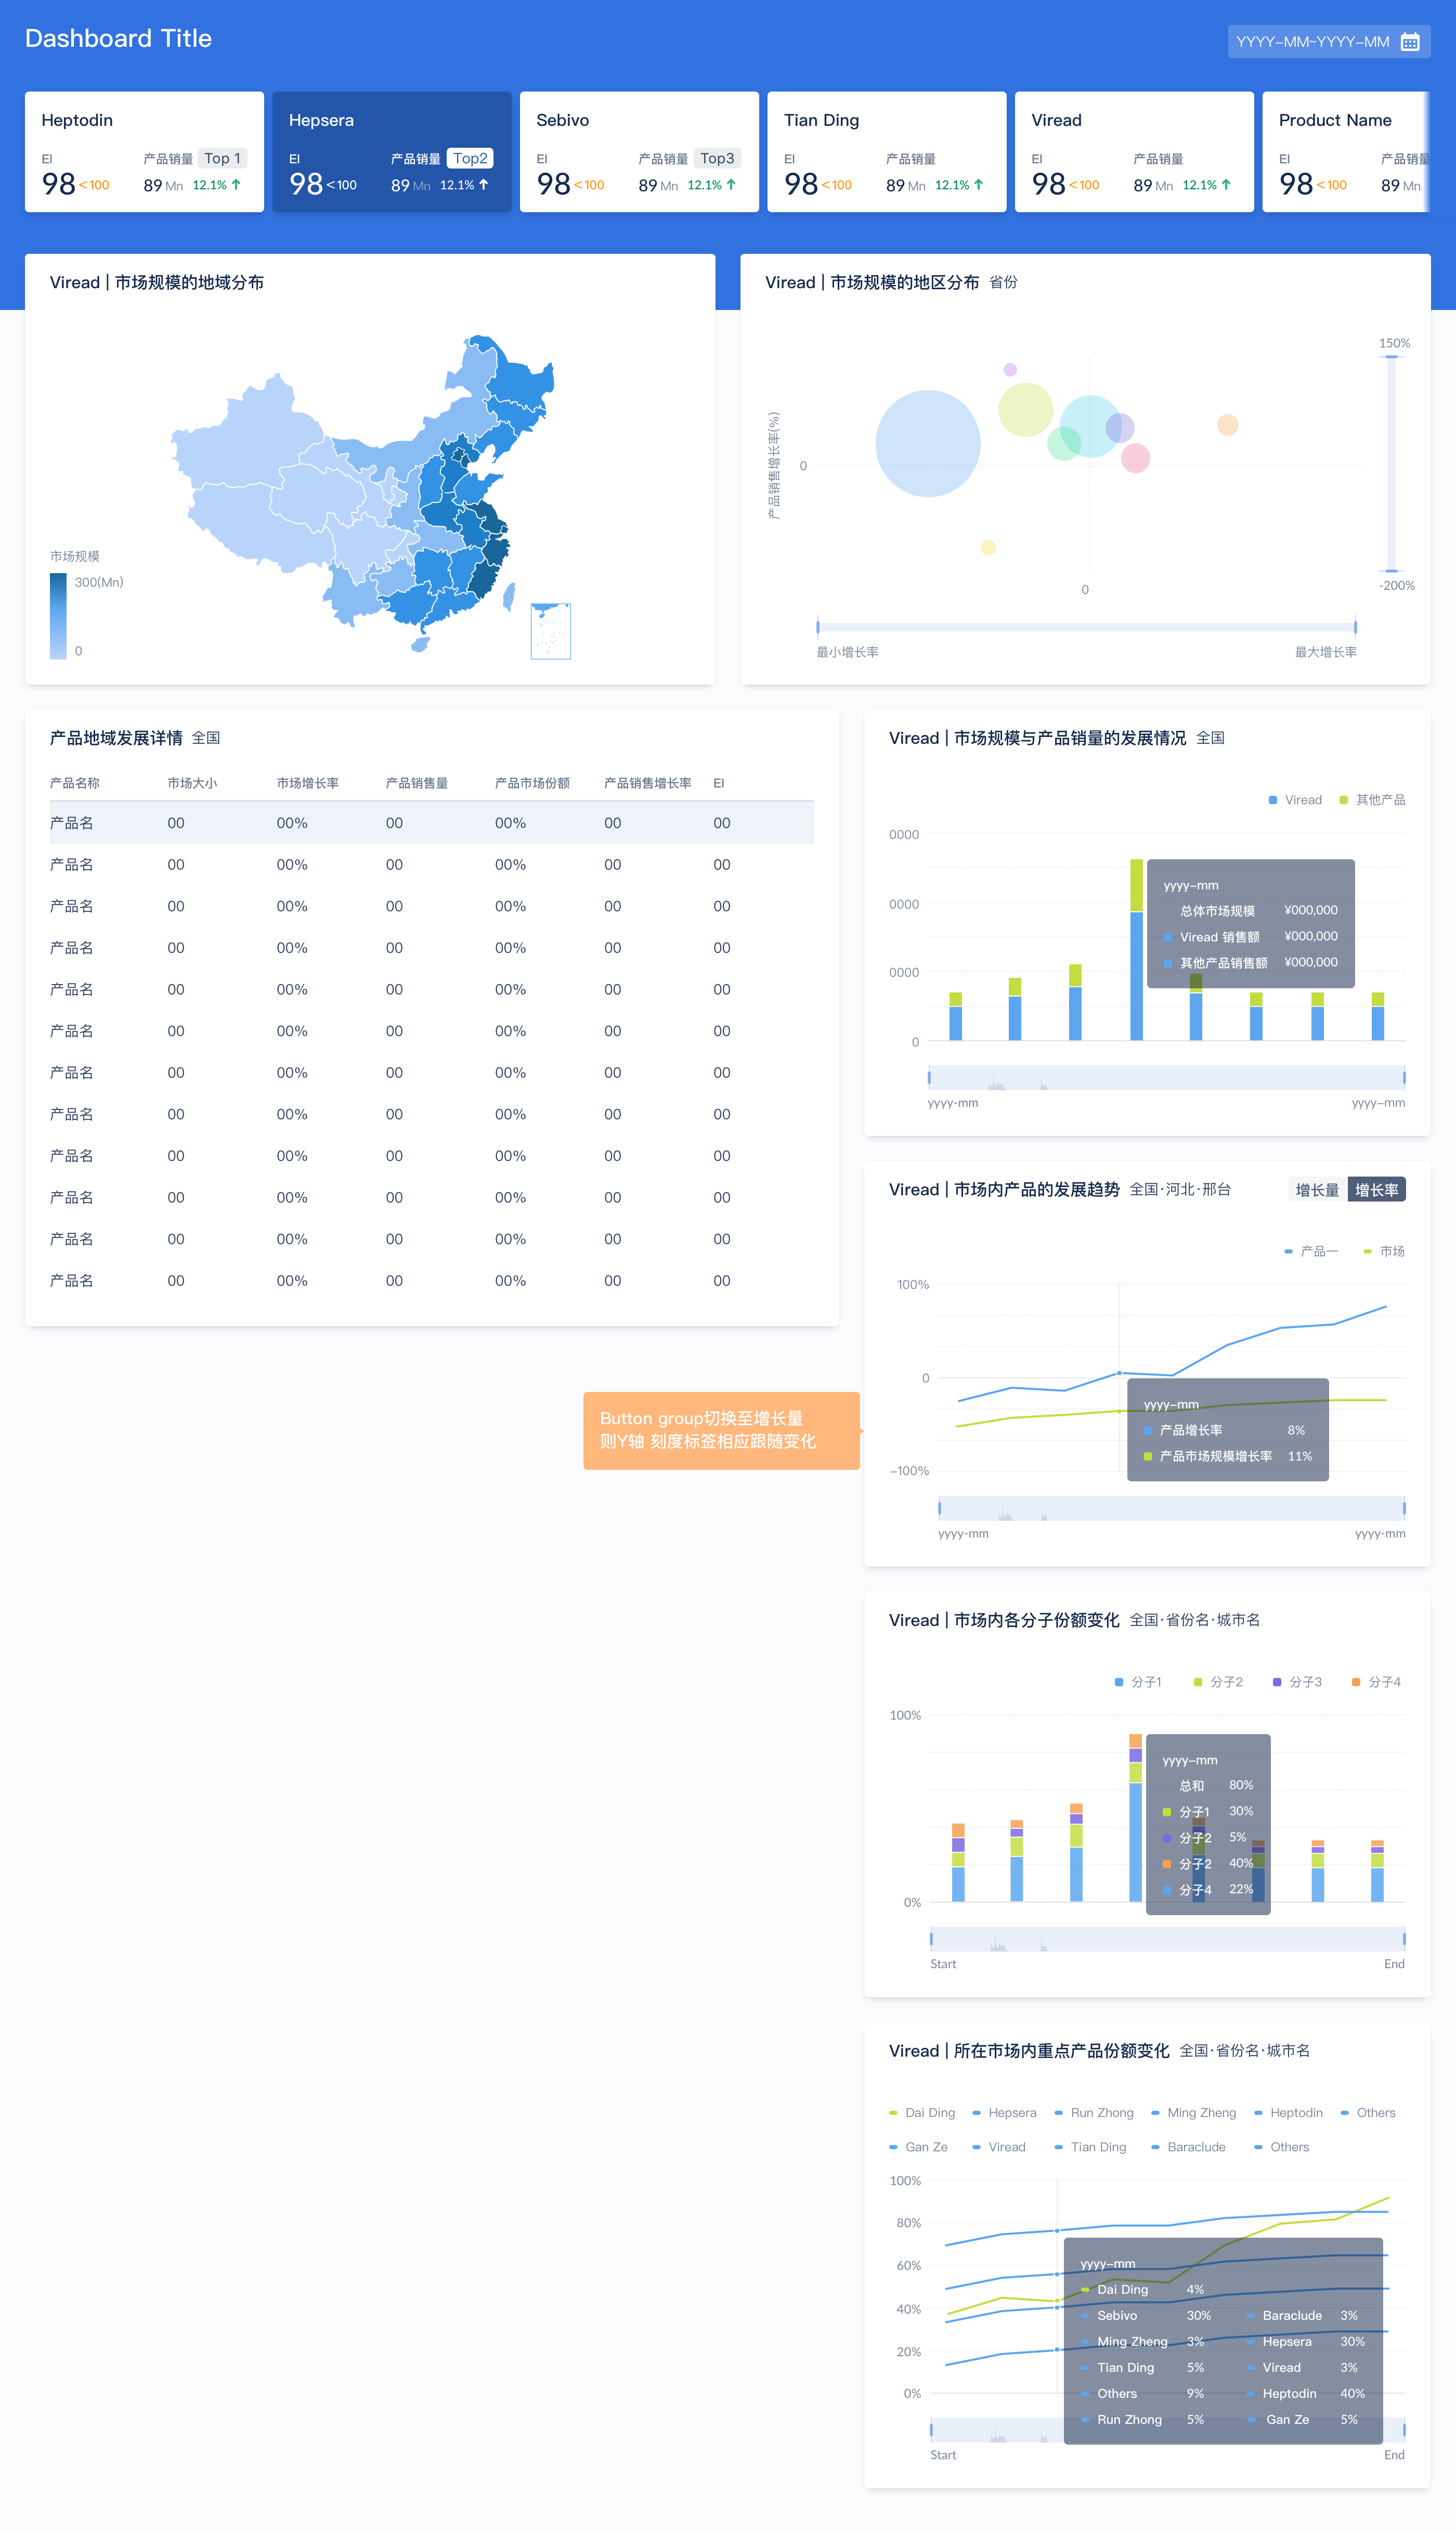 Dashboard Title
YYYY-MM~YYYY-MM
Heptodin
EI
产品销量 Top 1
98 <100
89 Mn 12.1%
Hepsera
EI
产品销量 Top2
98 <100
89 Mn 12.1%
Sebivo
EI
产品销量 Top3
98 <100
89 Mn 12.1%
Tian Ding
EI
产品销量
98 <100
89 Mn 12.1%
Viread
EI
产品销量
98 <100
89 Mn 12.1%
Product Name
EI
产品销量
98 <100
89 Mn
Viread | 市场规模的地域分布
市场规模
300(Mn)
0
Viread | 市场规模的地区分布 省份
产品销售增长率(%)
150%
0
0
-200%
最小增长率
最大增长率
产品地域发展详情 全国
产品名称 市场大小 市场增长率 产品销售量 产品市场份额 产品销售增长率 EI
产品名 00 00% 00 00% 00 00
产品名 00 00% 00 00% 00 00
产品名 00 00% 00 00% 00 00
产品名 00 00% 00 00% 00 00
产品名 00 00% 00 00% 00 00
产品名 00 00% 00 00% 00 00
产品名 00 00% 00 00% 00 00
产品名 00 00% 00 00% 00 00
产品名 00 00% 00 00% 00 00
产品名 00 00% 00 00% 00 00
产品名 00 00% 00 00% 00 00
产品名 00 00% 00 00% 00 00
Viread | 市场规模与产品销量的发展情况 全国
Viread 其他产品
0000
0000
0000
0
yyyy-mm
总体市场规模 ¥000,000
Viread 销售额 ¥000,000
其他产品销售额 ¥000,000
yyyy-mm
yyyy-mm
Viread | 市场内产品的发展趋势 全国·河北·邢台
增长量 增长率
产品一 市场
100%
0
-100%
yyyy-mm
产品增长率 8%
产品市场规模增长率 11%
yyyy-mm
yyyy-mm
Button group切换至增长量
则Y轴 刻度标签相应跟随变化
Viread | 市场内各分子份额变化 全国·省份名·城市名
分子1 分子2 分子3 分子4
100%
0%
yyyy-mm
总和 80%
分子1 30%
分子2 5%
分子2 40%
分子4 22%
Start
End
Viread | 所在市场内重点产品份额变化 全国·省份名·城市名
Dai Ding Hepsera Run Zhong Ming Zheng Heptodin Others
Gan Ze Viread Tian Ding Baraclude Others
100%
80%
60%
40%
20%
0%
yyyy-mm
Dai Ding 4%
Sebivo 30% Baraclude 3%
Ming Zheng 3% Hepsera 30%
Tian Ding 5% Viread 3%
Others 9% Heptodin 40%
Run Zhong 5% Gan Ze 5%
Start
End